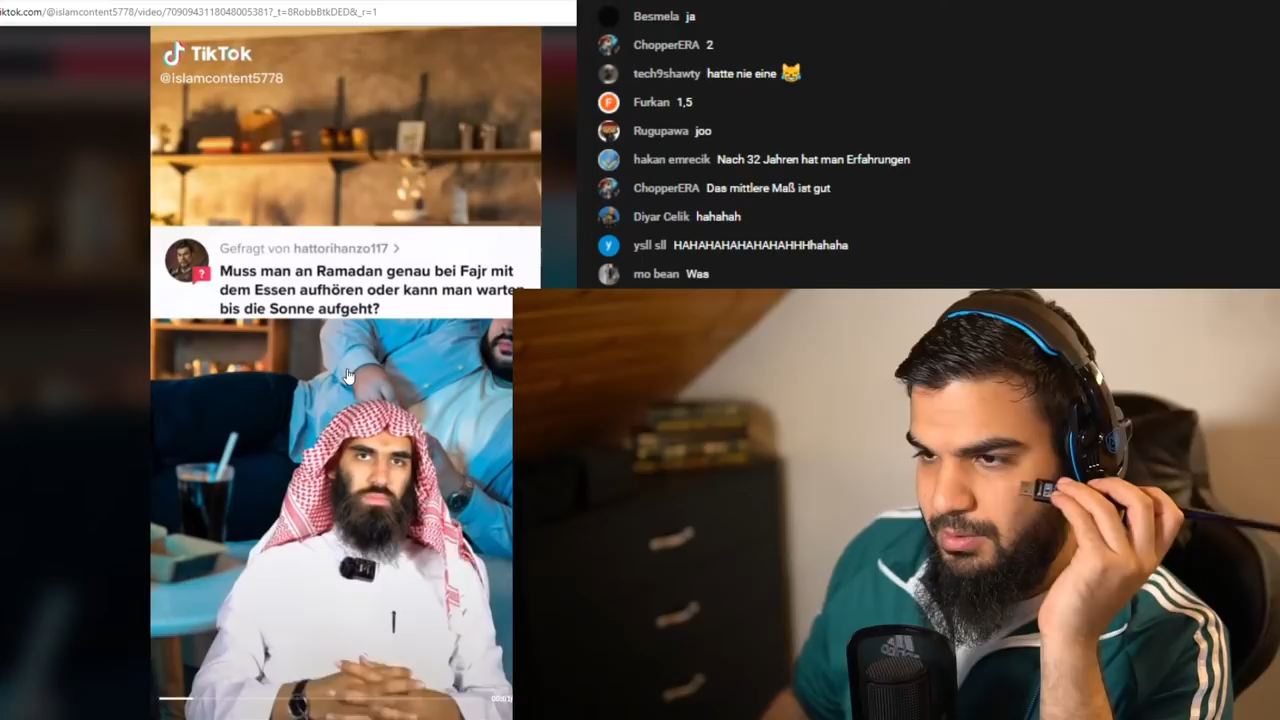 iktok.com/@islamcontent5778/video/7090943118048005381?_t=8RobbBtkDED&_r=1
TikTok
@islamcontent5778
Gefragt von hattorihanzo117 >
Muss man an Ramadan genau bei Fajr mit
dem Essen aufhören oder kann man warten
bis die Sonne aufgeht?
Besmela ja
ChopperERA 2
tech9shawty hatte nie eine 😹
F
Furkan 1,5
Rugupawa joo
hakan emrecik Nach 32 Jahren hat man Erfahrungen
ChopperERA Das mittlere Maß ist gut
Diyar Celik hahahah
y
ysll sll HAHAHAHAHAHAHAHHHhahaha
mo bean Was